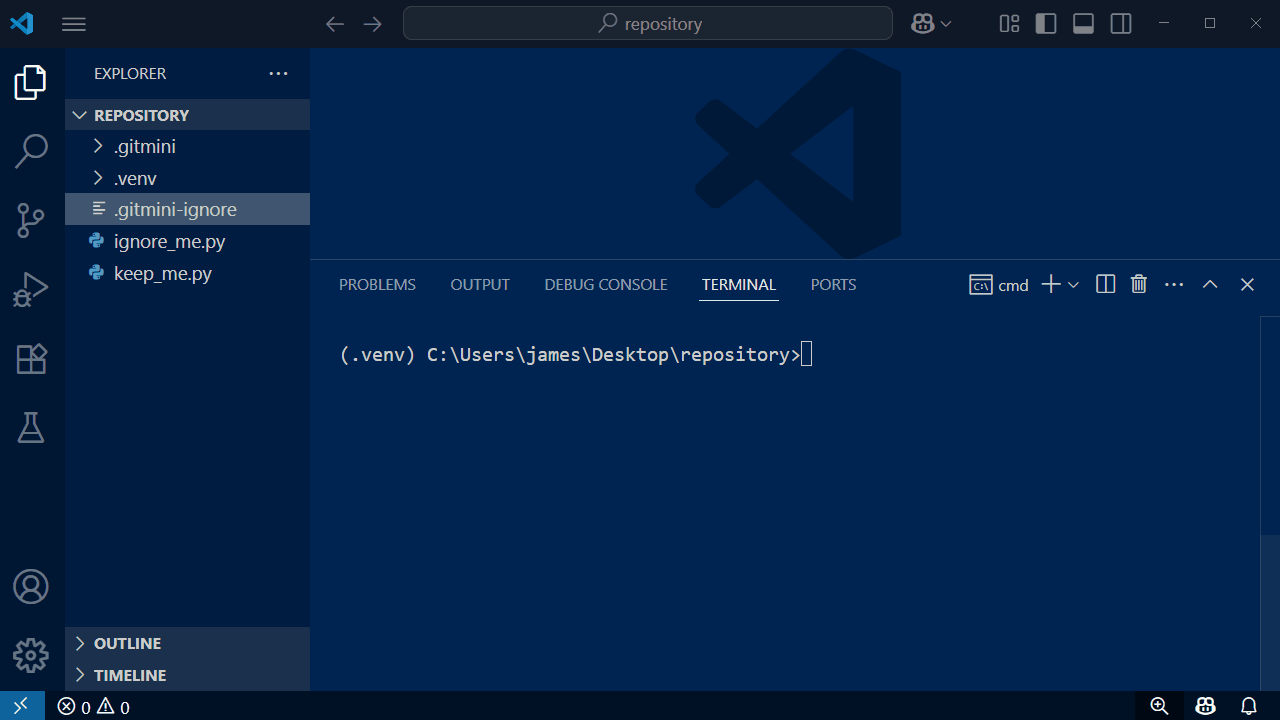 repository
EXPLORER
REPOSITORY
.gitmini
.venv
.gitmini-ignore
ignore_me.py
keep_me.py
PROBLEMS OUTPUT DEBUG CONSOLE TERMINAL PORTS cmd
(.venv) C:\Users\james\Desktop\repository>
OUTLINE
TIMELINE
0 0